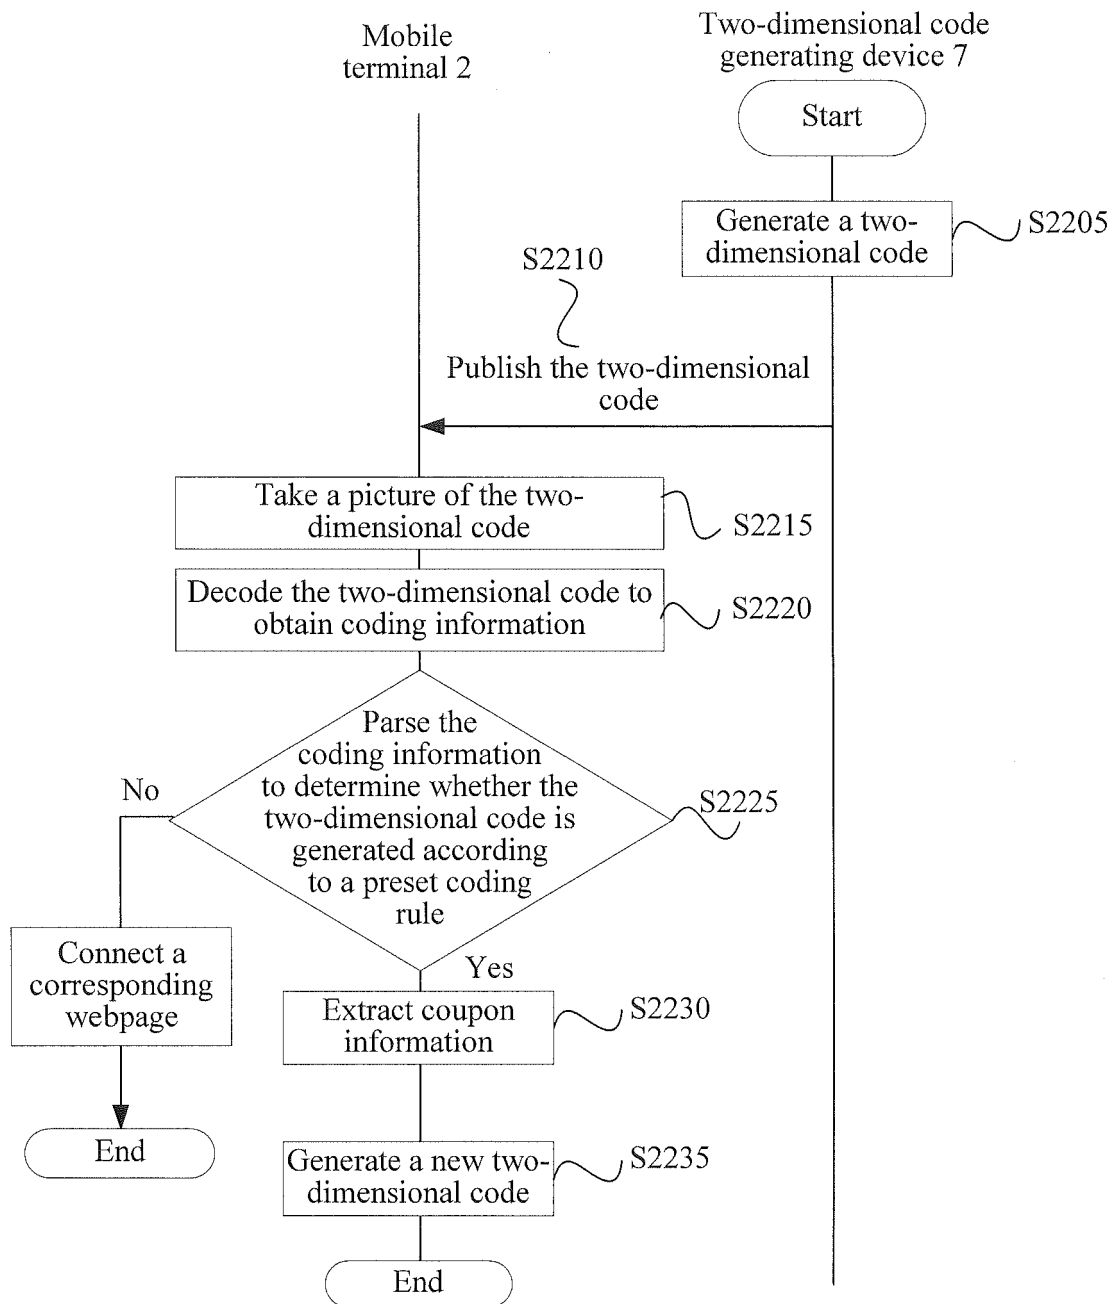 Mobile
terminal 2
Two-dimensional code
generating device 7
Start
Generate a two-
dimensional code
S2205
S2210
Publish the two-dimensional
code
Take a picture of the two-
dimensional code
S2215
Decode the two-dimensional code to
obtain coding information
S2220
Parse the
coding information
to determine whether the
two-dimensional code is
generated according
to a preset coding
rule
S2225
No
Yes
Connect a
corresponding
webpage
End
Extract coupon
information
S2230
Generate a new two-
dimensional code
S2235
End